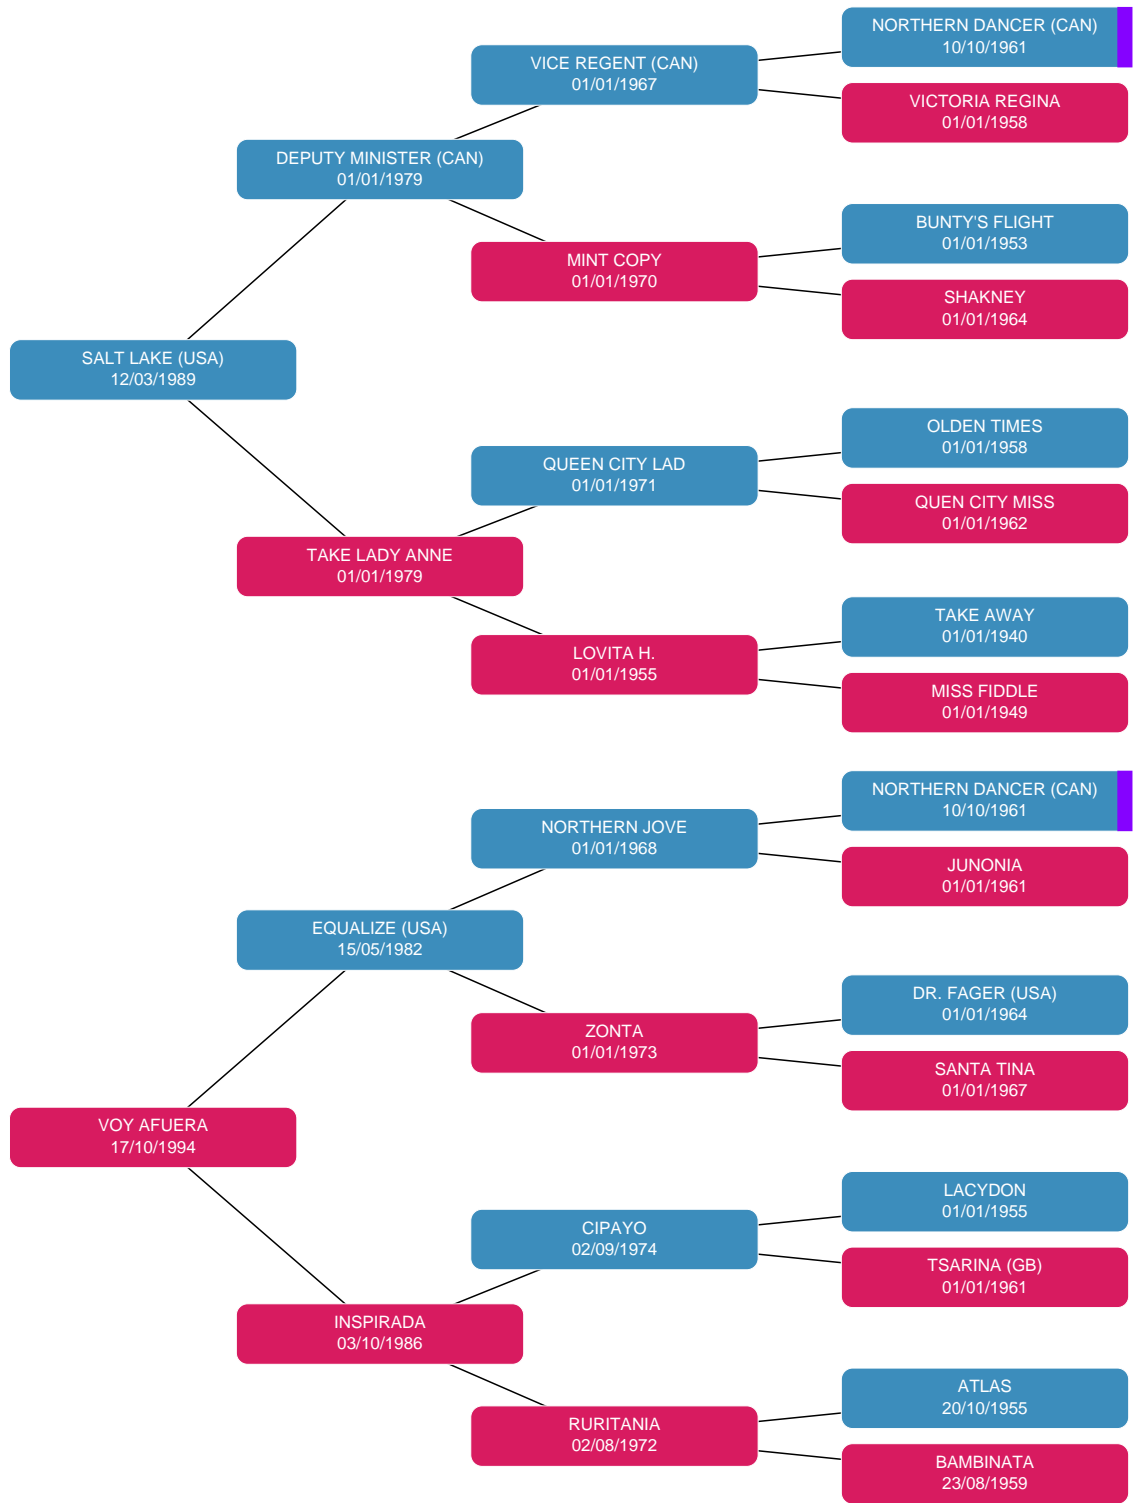 NORTHERN DANCER (CAN)
10/10/1961
VICE REGENT (CAN)
01/01/1967
VICTORIA REGINA
01/01/1958
DEPUTY MINISTER (CAN)
01/01/1979
BUNTY'S FLIGHT
01/01/1953
MINT COPY
01/01/1970
SHAKNEY
01/01/1964
SALT LAKE (USA)
12/03/1989
OLDEN TIMES
01/01/1958
QUEEN CITY LAD
01/01/1971
QUEN CITY MISS
01/01/1962
TAKE LADY ANNE
01/01/1979
TAKE AWAY
01/01/1940
LOVITA H.
01/01/1955
MISS FIDDLE
01/01/1949
NORTHERN DANCER (CAN)
10/10/1961
NORTHERN JOVE
01/01/1968
JUNONIA
01/01/1961
EQUALIZE (USA)
15/05/1982
DR. FAGER (USA)
01/01/1964
ZONTA
01/01/1973
SANTA TINA
01/01/1967
VOY AFUERA
17/10/1994
LACYDON
01/01/1955
CIPAYO
02/09/1974
TSARINA (GB)
01/01/1961
INSPIRADA
03/10/1986
ATLAS
20/10/1955
RURITANIA
02/08/1972
BAMBINATA
23/08/1959